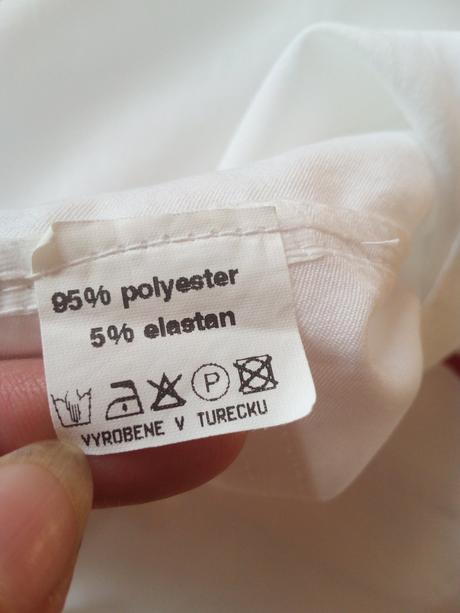 95% polyester
5% elastan
P
VYROBENE V TURECKU